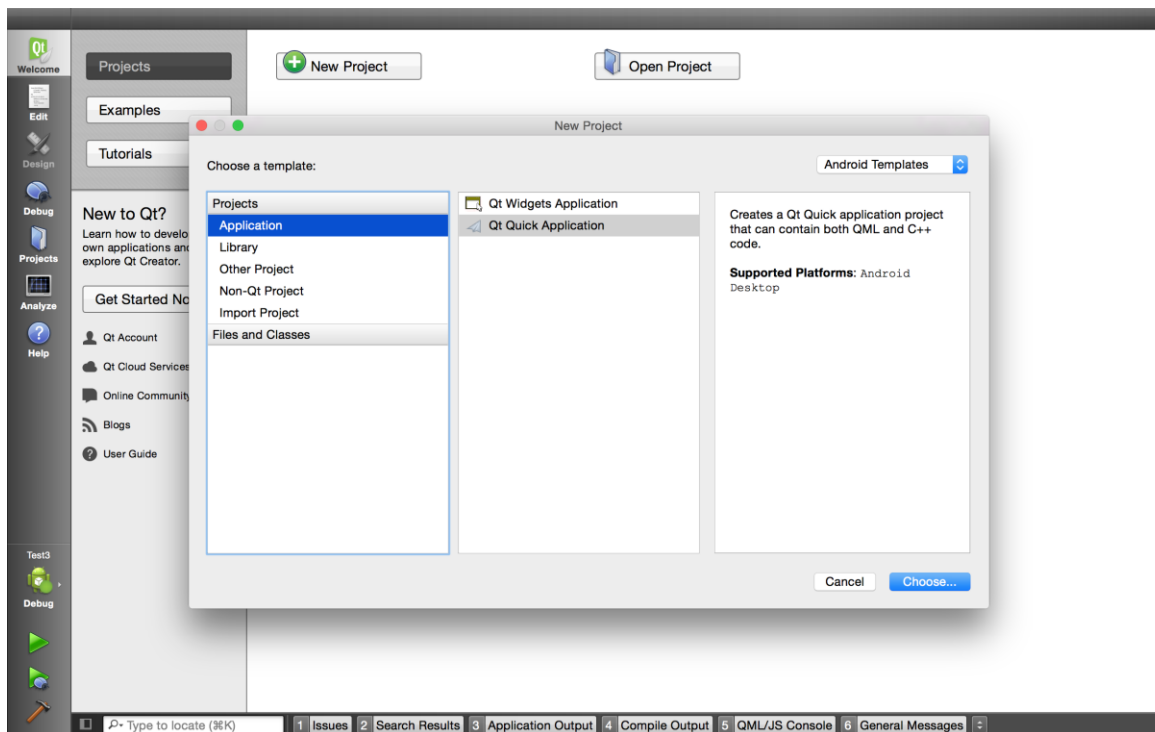 Qt
Welcome
Edit
Design
Debug
Projects
Analyze
?
Help
Test3
Debug
Projects
Examples
Tutorials
New to Qt?
Learn how to develo
own applications and
explore Qt Creator.
Get Started No
Qt Account
Qt Cloud Services
Online Community
Blogs
? User Guide
New Project
Open Project
New Project
Choose a template:
Android Templates
Projects
Application
Library
Other Project
Non-Qt Project
Import Project
Files and Classes
Qt Widgets Application
Qt Quick Application
Creates a Qt Quick application project
that can contain both QML and C++
code.
Supported Platforms: Android
Desktop
Cancel
Choose...
Type to locate (⌘K)
1 Issues 2 Search Results 3 Application Output 4 Compile Output 5 QML/JS Console 6 General Messages